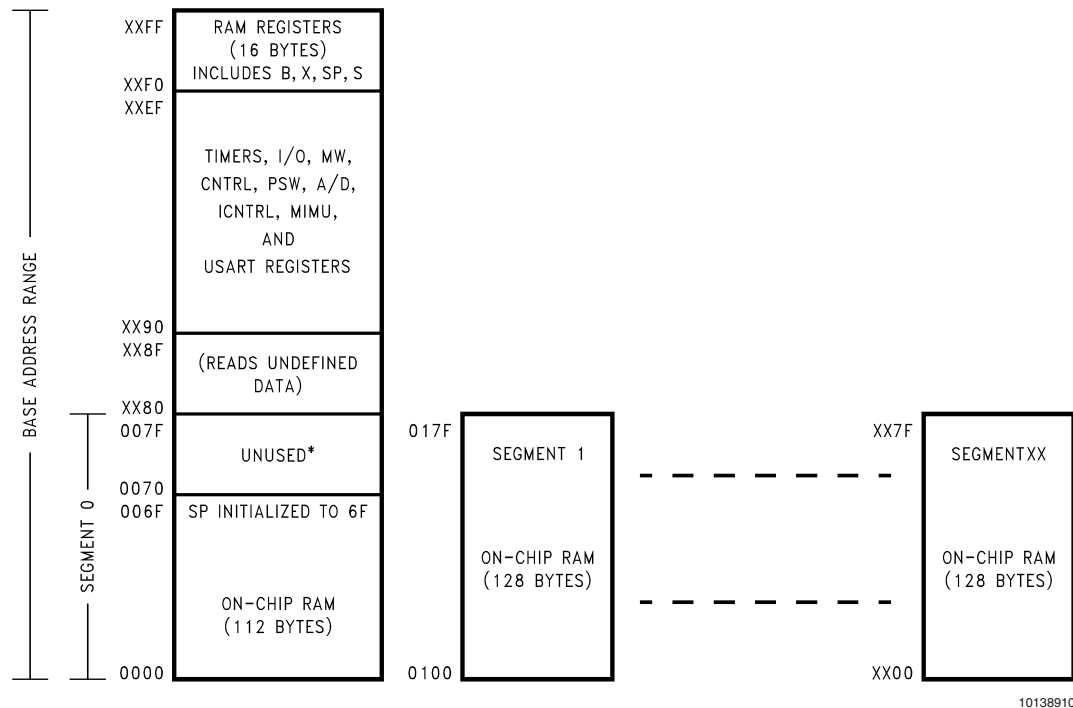 XXFF
RAM REGISTERS
(16 BYTES)
INCLUDES B, X, SP, S
XXF0
XXEF
TIMERS, I/O, MW,
CNTRL, PSW, A/D,
ICNTRL, MIMU,
AND
USART REGISTERS
XX90
XX8F
(READS UNDEFINED
DATA)
XX80
007F
UNUSED*
0070
006F
SP INITIALIZED TO 6F
ON-CHIP RAM
(112 BYTES)
0000
BASE ADDRESS RANGE
SEGMENT 0
017F
SEGMENT 1
ON-CHIP RAM
(128 BYTES)
0100
XX7F
SEGMENTXX
ON-CHIP RAM
(128 BYTES)
XX00
10138910